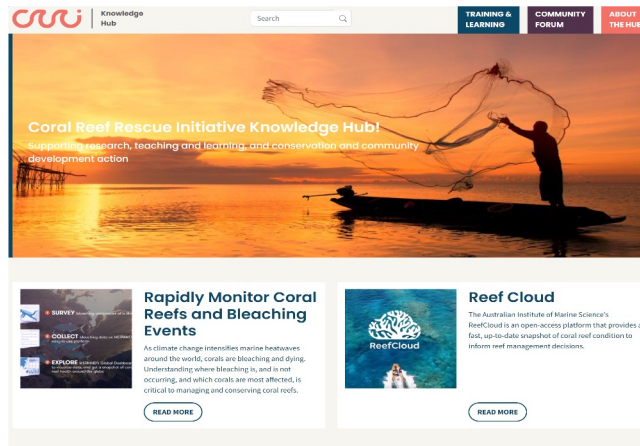 Knowledge
Hub
Search
TRAINING &
LEARNING
COMMUNITY
FORUM
ABOUT
THE HUB
Coral Reef Rescue Initiative Knowledge Hub!
Supporting research, teaching and learning, and conservation and community
development action
SURVEY
COLLECT
EXPLORE
Rapidly Monitor Coral
Reefs and Bleaching
Events
As climate change intensifies marine heatwaves
around the world, corals are bleaching and dying.
Understanding where bleaching is, and is not
occurring, and which corals are most affected, is
critical to managing and conserving coral reefs.
READ MORE
ReefCloud
Reef Cloud
The Australian Institute of Marine Science's
ReefCloud is an open-access platform that provides a
fast, up-to-date snapshot of coral reef condition to
inform reef management decisions.
READ MORE